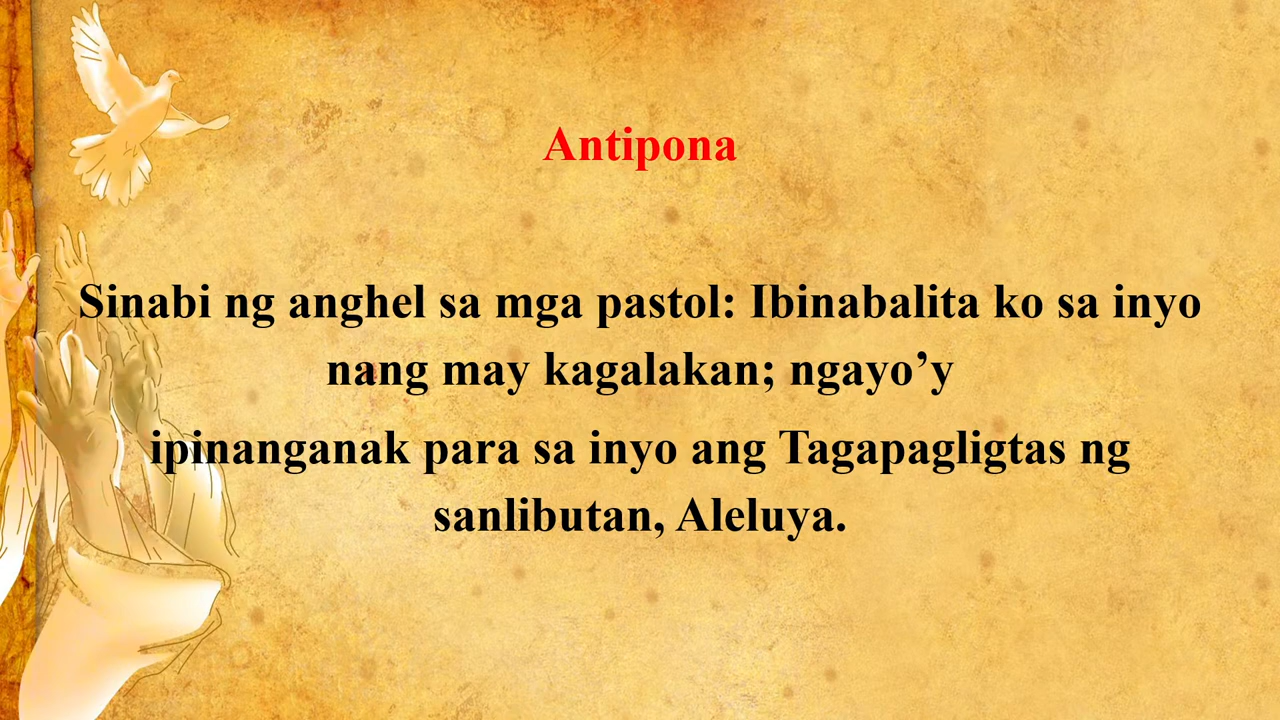 Antipona
Sinabi ng anghel sa mga pastol: Ibinabalita ko sa inyo
nang may kagalakan; ngayo’y
ipinanganak para sa inyo ang Tagapagligtas ng
sanlibutan, Aleluya.